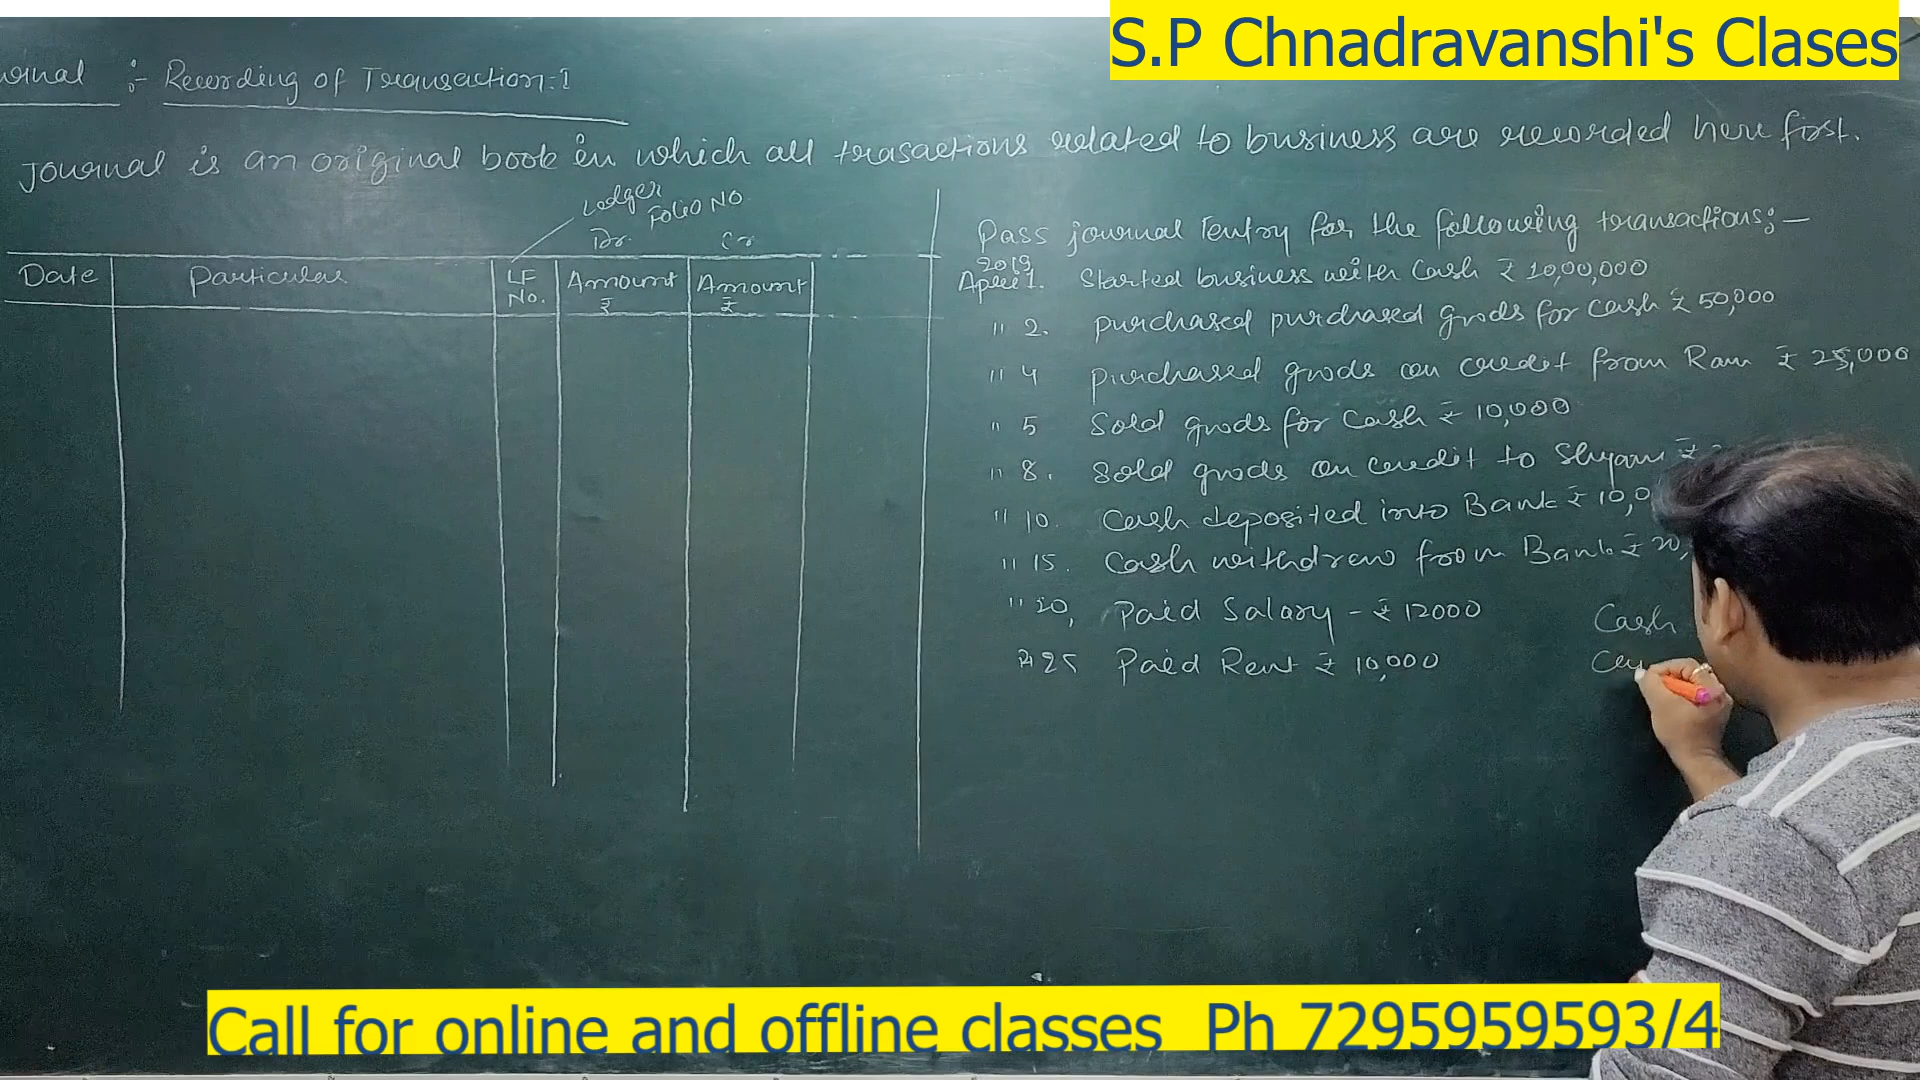 S.P Chnadravanshi's Clases
urnal :- Recording of Transaction:1
Journal is an original book in which all trasactions related to business are recorded here first.
Ledger Folio NO
Dr. Cr
Date Particular LF No. Amount ₹ Amount ₹
Pass journal Entry for the following transactions:-
2019
April 1. Started business with Cash ₹ 10,00,000
" 2. purchased purchased goods for cash ₹ 50,000
" 4 purchased goods on credit from Ram ₹ 25,000
" 5 Sold goods for Cash ₹ 10,000
" 8. Sold goods on credit to Shyam ₹
" 10. Cash deposited into Bank ₹ 10,0
" 15. Cash withdrew from Bank ₹ 20,
" 20, Paid Salary - ₹ 12000 Cash
" 25 Paid Rent ₹ 10,000
Call for online and offline classes Ph 7295959593/4